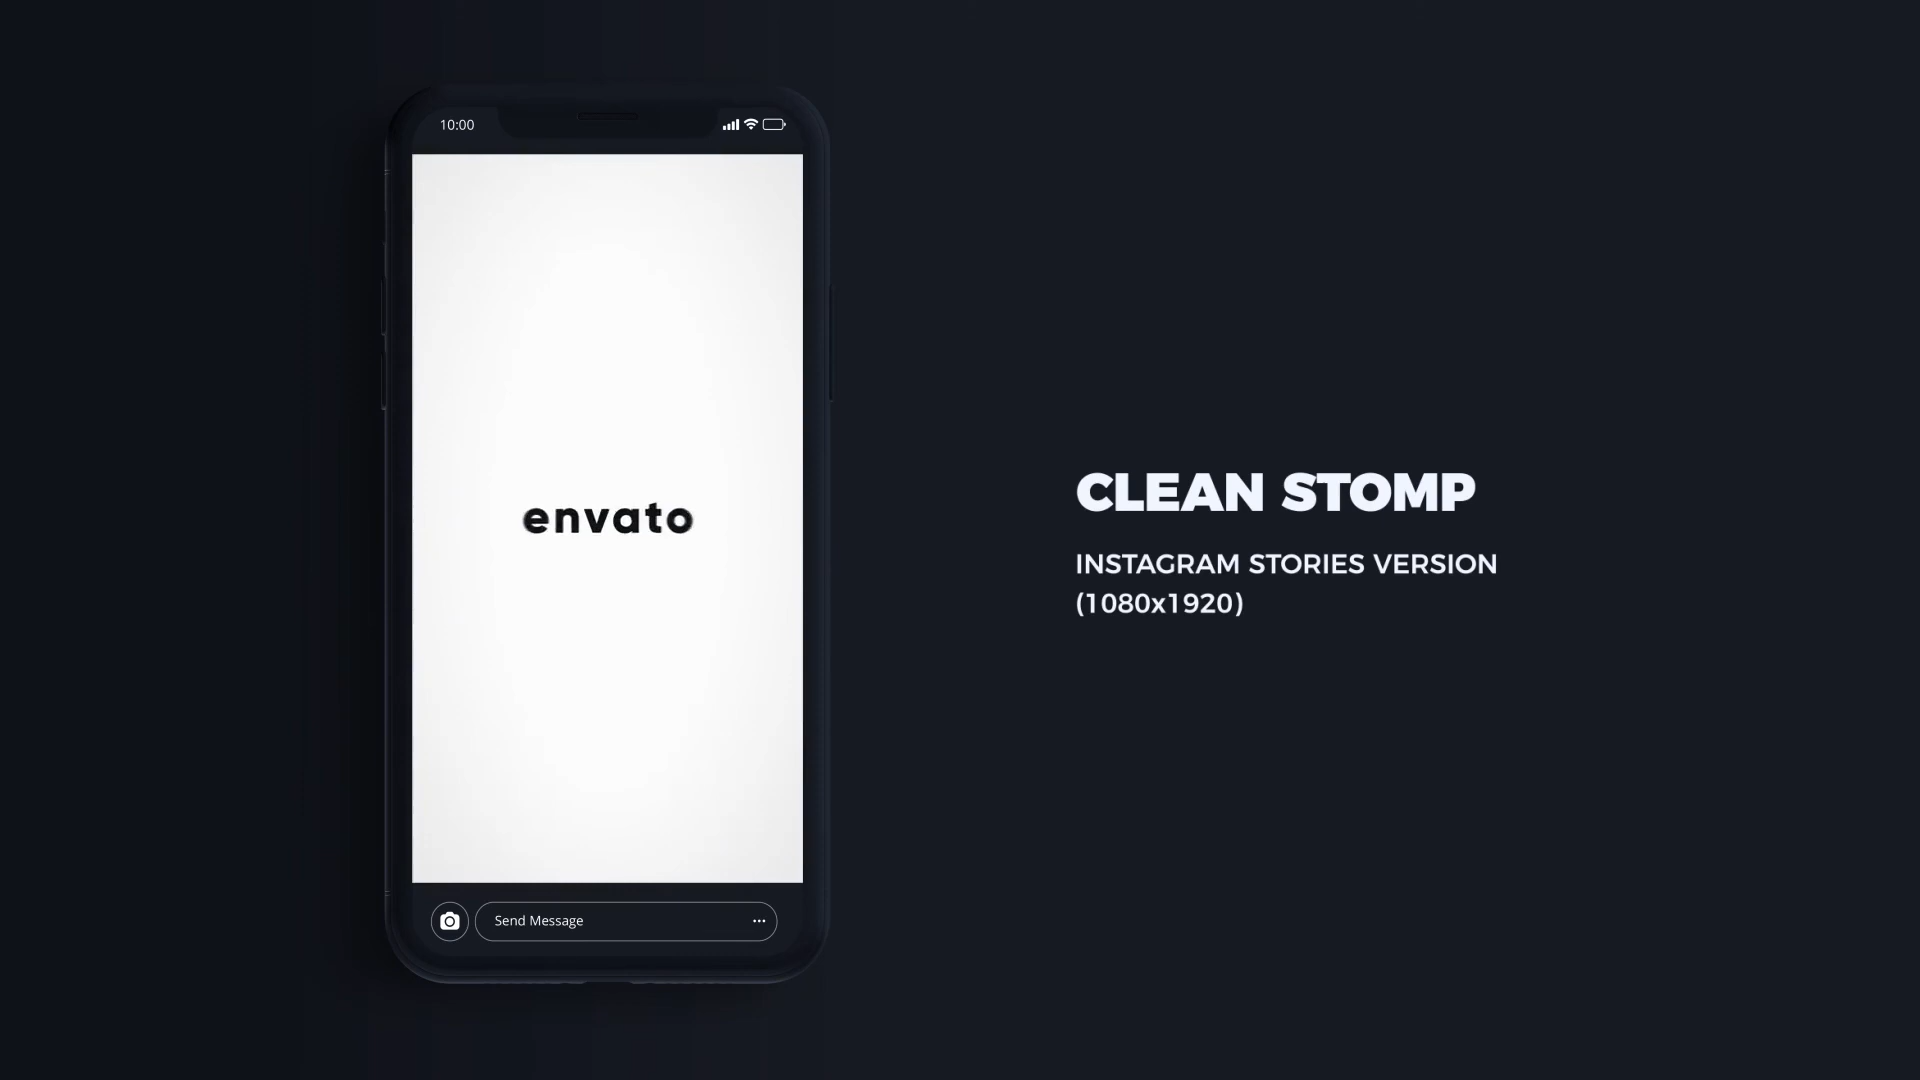 10:00
envato
Send Message
CLEAN STOMP
INSTAGRAM STORIES VERSION
(1080x1920)